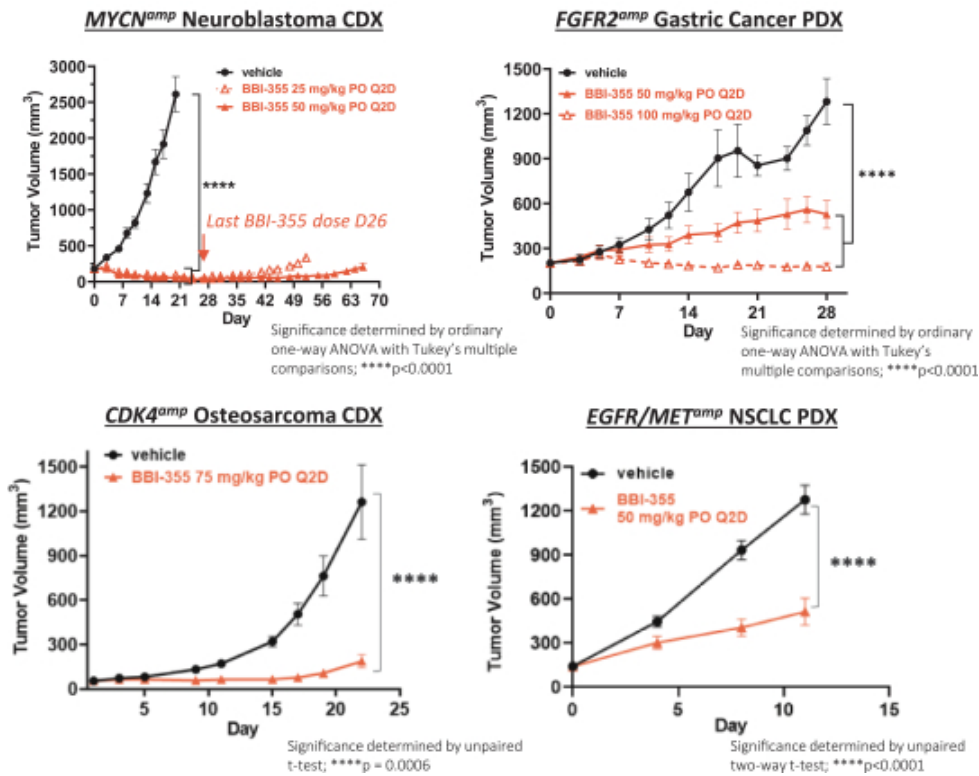 MYCNamp Neuroblastoma CDX
3000
2500
2000
1500
1000
500
0
Tumor Volume (mm3)
vehicle
BBI-355 25 mg/kg PO Q2D
BBI-355 50 mg/kg PO Q2D
****
Last BBI-355 dose D26
0 7 14 21 28 35 42 49 56 63 70
Day
Significance determined by ordinary
one-way ANOVA with Tukey's multiple
comparisons; ****p<0.0001
FGFR2amp Gastric Cancer PDX
1500
1200
900
600
300
0
Tumor Volume (mm3)
vehicle
BBI-355 50 mg/kg PO Q2D
BBI-355 100 mg/kg PO Q2D
****
0 7 14 21 28
Day
Significance determined by ordinary
one-way ANOVA with Tukey's
multiple comparisons; ****p<0.0001
CDK4amp Osteosarcoma CDX
1500
1200
900
600
300
0
Tumor Volume (mm3)
vehicle
BBI-355 75 mg/kg PO Q2D
****
5 10 15 20 25
Day
Significance determined by unpaired
t-test; ****p = 0.0006
EGFR/METamp NSCLC PDX
1500
1200
900
600
300
0
Tumor Volume (mm3)
vehicle
BBI-355
50 mg/kg PO Q2D
****
0 5 10 15
Day
Significance determined by unpaired
two-way t-test; ****p<0.0001